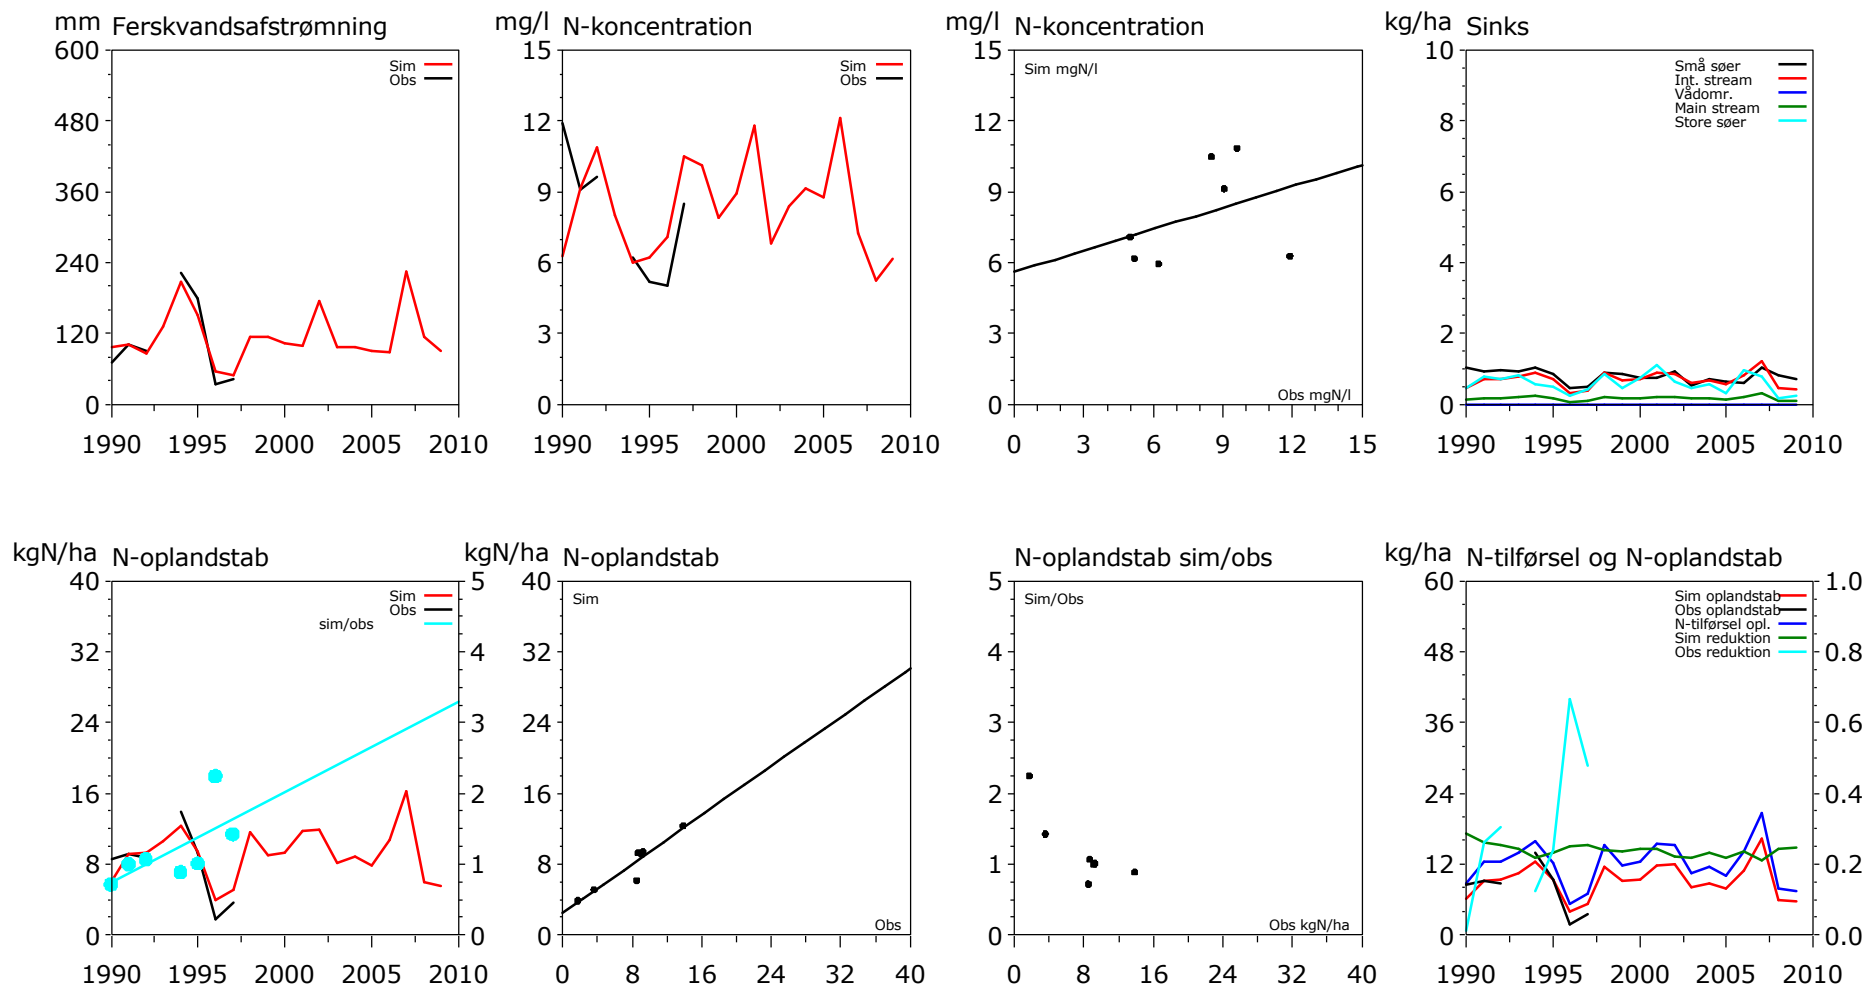 mm Ferskvandsafstrømning
600
480
360
240
120
0
1990 1995 2000 2005 2010
Sim
Obs
mg/l N-koncentration
15
12
9
6
3
0
1990 1995 2000 2005 2010
Sim
Obs
mg/l N-koncentration
15
12
9
6
3
0
0 3 6 9 12 15
Sim mgN/l
Obs mgN/l
kg/ha Sinks
10
8
6
4
2
0
1990 1995 2000 2005 2010
Små søer
Int. stream
Vådomr.
Main stream
Store søer
kgN/ha N-oplandstab
40
32
24
16
8
0
1990 1995 2000 2005 2010
5
4
3
2
1
0
Sim
Obs
sim/obs
kgN/ha N-oplandstab
40
32
24
16
8
0
0 8 16 24 32 40
Sim
Obs
N-oplandstab sim/obs
5
4
3
2
1
0
0 8 16 24 32 40
Sim/Obs
Obs kgN/ha
kg/ha N-tilførsel og N-oplandstab
60
48
36
24
12
0
1990 1995 2000 2005 2010
1.0
0.8
0.6
0.4
0.2
0.0
Sim oplandstab
Obs oplandstab
N-tilførsel opl.
Sim reduktion
Obs reduktion